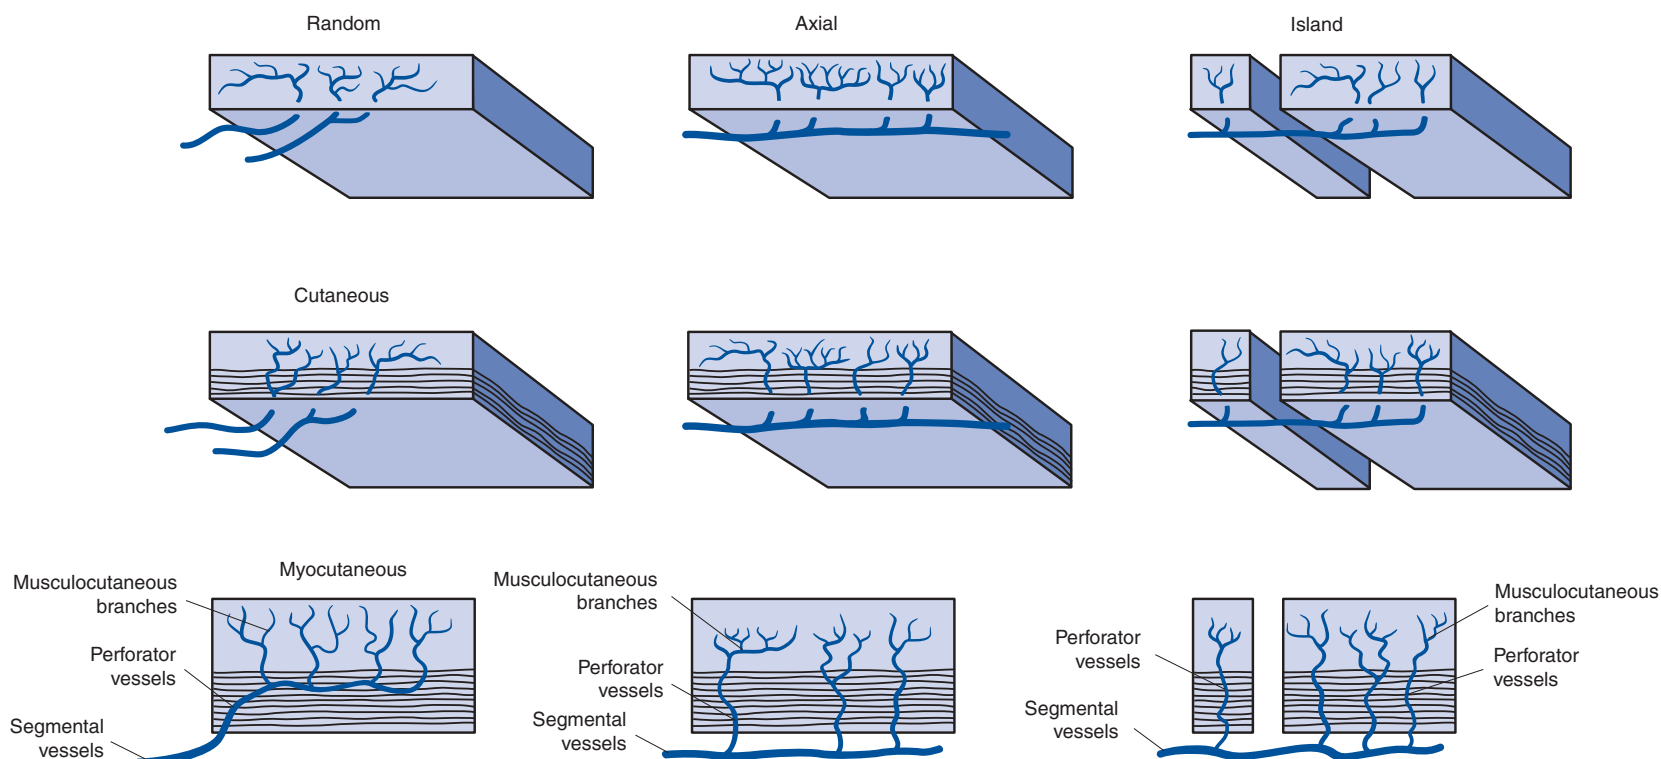 Random
Axial
Island
Cutaneous
Myocutaneous
Musculocutaneous
branches
Perforator
vessels
Segmental
vessels
Musculocutaneous
branches
Perforator
vessels
Segmental
vessels
Perforator
vessels
Segmental
vessels
Musculocutaneous
branches
Perforator
vessels